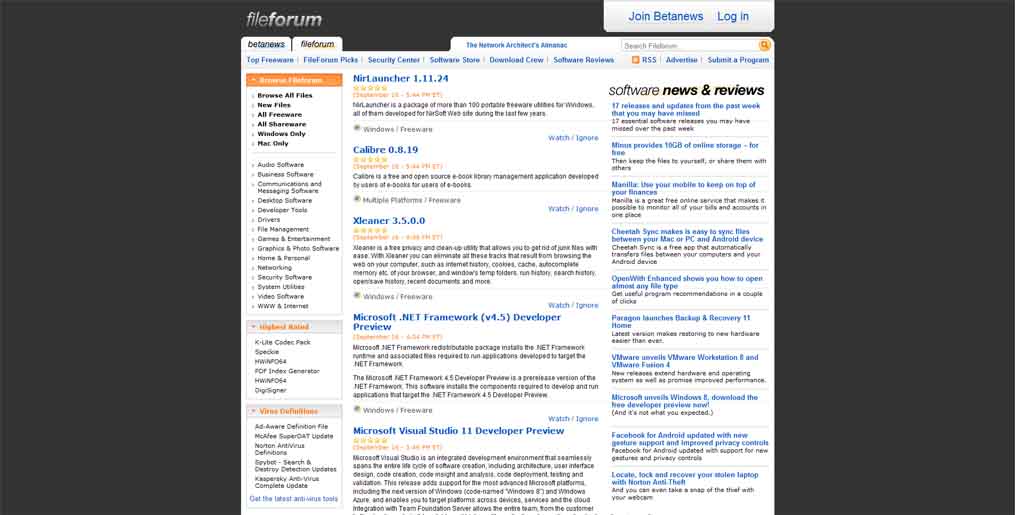 fileforum
Join Betanews Log in
betanews fileforum The Network Architect's Almanac Search Fileforum
Top Freeware FileForum Picks Security Center Software Store Download Crew Software Reviews RSS Advertise Submit a Program
Browse Fileforum
Browse All Files
New Files
All Freeware
All Shareware
Windows Only
Mac Only
Audio Software
Business Software
Communications and
Messaging Software
Desktop Software
Developer Tools
Drivers
File Management
Games & Entertainment
Graphics & Photo Software
Home & Personal
Networking
Security Software
System Utilities
Video Software
WWW & Internet
Highest Rated
K-Lite Codec Pack
Speckie
HWiNFO64
PDF Index Generator
HWiNFO64
DigiSigner
Virus Definitions
Ad-Aware Definition File
McAfee SuperDAT Update
Norton AntiVirus
Definitions
Spybot - Search &
Destroy Detection Updates
Kaspersky Anti-Virus
Complete Update
Get the latest anti-virus tools
NirLauncher 1.11.24
(September 16 - 5:44 PM ET)
NirLauncher is a package of more than 100 portable freeware utilities for Windows,
all of them developed for NirSoft Web site during the last few years.
Windows / Freeware
Watch / Ignore
Calibre 0.8.19
(September 16 - 5:44 PM ET)
Calibre is a free and open source e-book library management application developed
by users of e-books for users of e-books.
Multiple Platforms / Freeware
Watch / Ignore
Xleaner 3.5.0.0
(September 16 - PM ET)
Xleaner is a free privacy and clean-up utility that allows you to get rid of junk files with
ease. With Xleaner you can eliminate all these tracks that result from browsing the
web on your computer, such as internet history, cookies, cache, autocomplete
memory etc. of your browser, and window's temp folders, run history, search history,
open/save history, recent documents and more.
Windows / Freeware
Watch / Ignore
Microsoft .NET Framework (v4.5) Developer
Preview
(September 16 - PM ET)
Microsoft .NET Framework redistributable package installs the .NET Framework
runtime and associated files required to run applications developed to target the
.NET Framework.
The Microsoft .NET Framework 4.5 Developer Preview is a prerelease version of the
.NET Framework. This software installs the components required to develop and run
applications that target the .NET Framework 4.5 Developer Preview.
Windows / Freeware
Watch / Ignore
Microsoft Visual Studio 11 Developer Preview
(September 16 - PM ET)
Microsoft Visual Studio is an integrated development environment that seamlessly
spans the entire life cycle of software creation, including architecture, user interface
design, code creation, code insight and analysis, code deployment, testing and
validation. This release adds support for the most advanced Microsoft platforms,
including the next version of Windows (code-named "Windows 8") and Windows
Azure, and enables you to target platforms across devices, services and the cloud
Integration with Team Foundation Server allows the entire team, from the customer
software news & reviews
17 releases and updates from the past week
that you may have missed
17 essential software releases you may have
missed over the past week
Minus provides 10GB of online storage – for
free
Then keep the files to yourself, or share them with
others
Manilla: Use your mobile to keep on top of
your finances
Manilla is a great free online service that makes it
possible to monitor all of your bills and accounts in
one place
Cheetah Sync makes is easy to sync files
between your Mac or PC and Android device
Cheetah Sync is a free app that automatically
transfers files between your computers and your
Android device
OpenWith Enhanced shows you how to open
almost any file type
Get useful program recommendations in a couple
of clicks
Paragon launches Backup & Recovery 11
Home
Latest version makes restoring to new hardware
easier than ever.
VMware unveils VMware Workstation 8 and
VMware Fusion 4
New releases extend hardware and operating
system as well as promise improved performance.
Microsoft unveils Windows 8, download the
free developer preview now!
(And it's not what you expected.)
Facebook for Android updated with new
gesture support and improved privacy controls
Facebook for Android updated with support for new
gestures and privacy controls
Locate, lock and recover your stolen laptop
with Norton Anti-Theft
And you can even take a snap of the thief with
your webcam